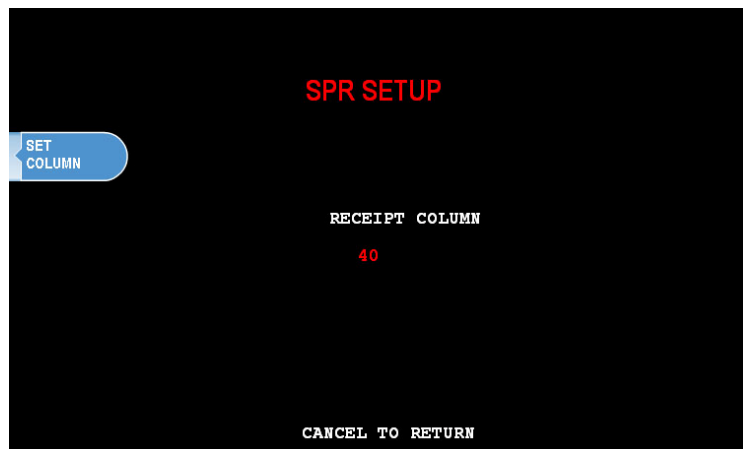 SPR SETUP
SET
COLUMN
RECEIPT COLUMN
40
CANCEL TO RETURN